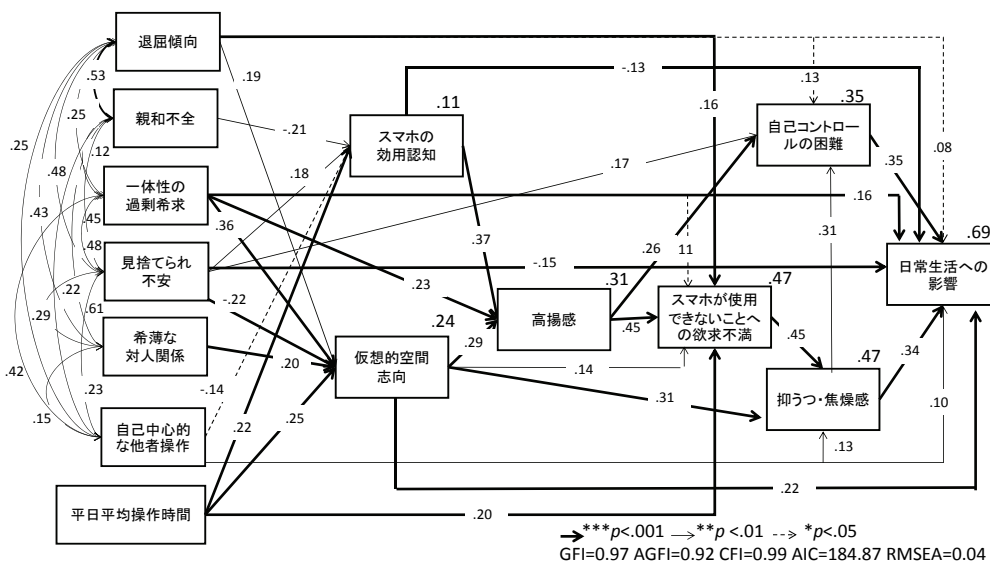 退屈傾向
親和不全
一体性の
過剰希求
見捨てられ
不安
希薄な
対人関係
自己中心的
な他者操作
平日平均操作時間
.53
.25
.25
.12
.48
.43
.45
.48
.22
.61
.29
.42
.23
.15
.19
-.21
.18
.36
-.22
.20
-.14
.22
.25
.11
スマホの
効用認知
.24
仮想的空間
志向
.37
.23
.29
.31
高揚感
-.13
.17
.16
.13
.35
自己コントロー
ルの困難
.26
.45
.11
.47
スマホが使用
できないことへ
の欲求不満
.14
.31
.20
.45
.47
抑うつ・焦燥感
.31
.13
.35
.08
.16
-.15
.69
日常生活への
影響
.34
.10
.22
***p<.001 **p <.01 *p<.05
GFI=0.97 AGFI=0.92 CFI=0.99 AIC=184.87 RMSEA=0.04